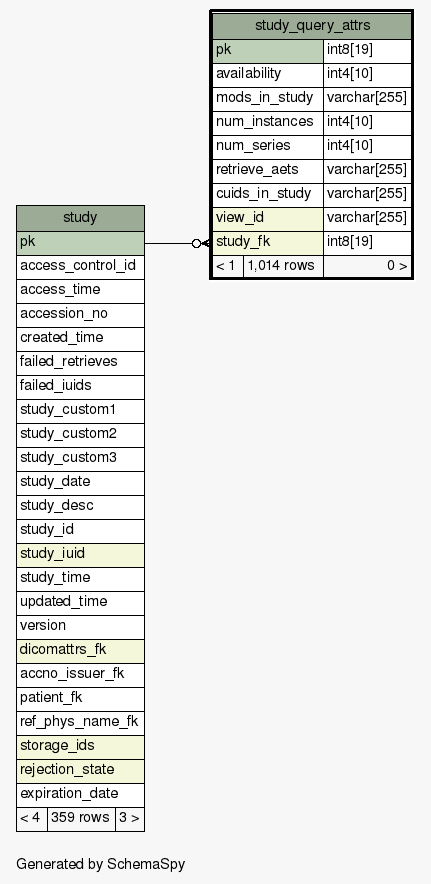 study_query_attrs
pk int8[19]
availability int4[10]
mods_in_study varchar[255]
num_instances int4[10]
num_series int4[10]
retrieve_aets varchar[255]
cuids_in_study varchar[255]
view_id varchar[255]
study_fk int8[19]
< 1 1,014 rows 0 >
study
pk
access_control_id
access_time
accession_no
created_time
failed_retrieves
failed_iuids
study_custom1
study_custom2
study_custom3
study_date
study_desc
study_id
study_iuid
study_time
updated_time
version
dicomattrs_fk
accno_issuer_fk
patient_fk
ref_phys_name_fk
storage_ids
rejection_state
expiration_date
< 4 359 rows 3 >
Generated by SchemaSpy